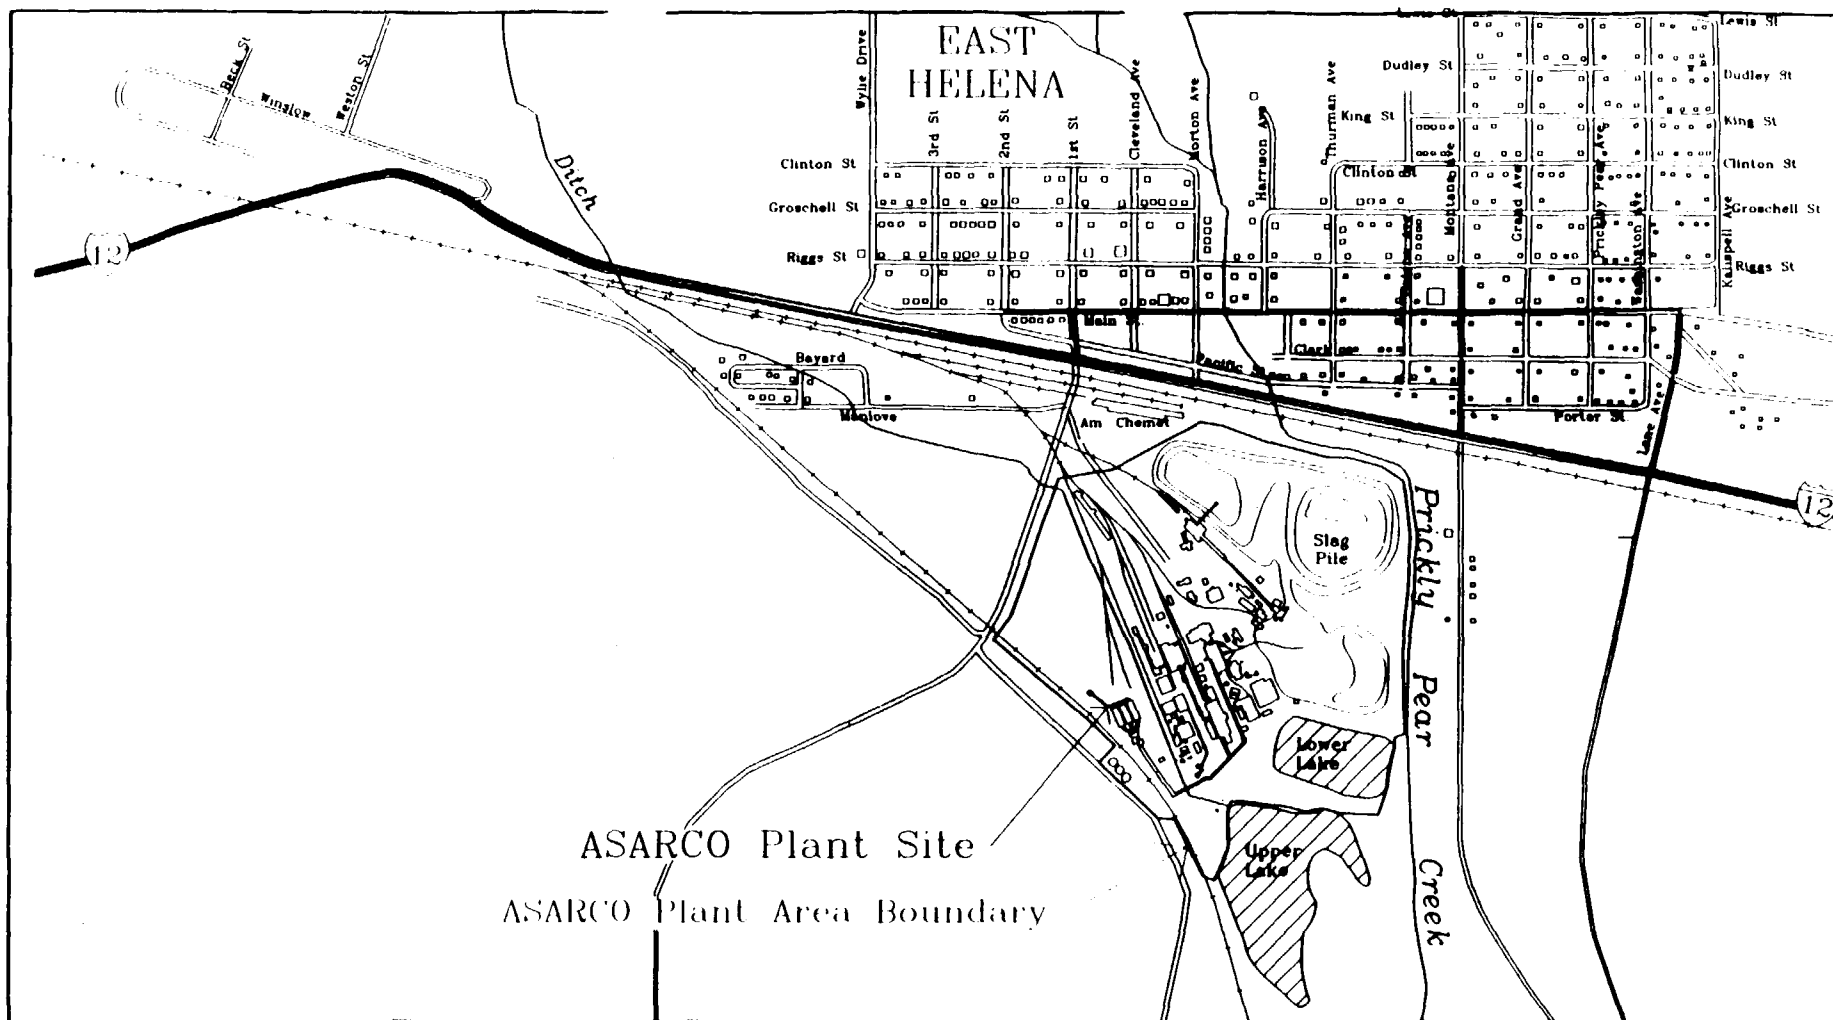 Lewis St
Lewis St
EAST
HELENA
Beck St
Weston St
Winslow
Wylie Drive
3rd St
2nd St
1st St
Cleveland Ave
Morton Ave
Harrison Ave
Thurman Ave
Dudley St
Dudley St
King St
King St
Montana Ave
Grand Ave
Prickley Pear Ave
Washington Ave
Kalispell Ave
Ditch
Clinton St
Clinton St
Clinton St
Groschell St
Groschell St
Riggs St
Riggs St
12
Main St
Clark
Pacific
Bayard
Manlove
Am Chemet
Porter St
Lane Ave
12
Slag
Pile
Prickly Pear Creek
Lower
Lake
Upper
Lake
ASARCO Plant Site
ASARCO Plant Area Boundary